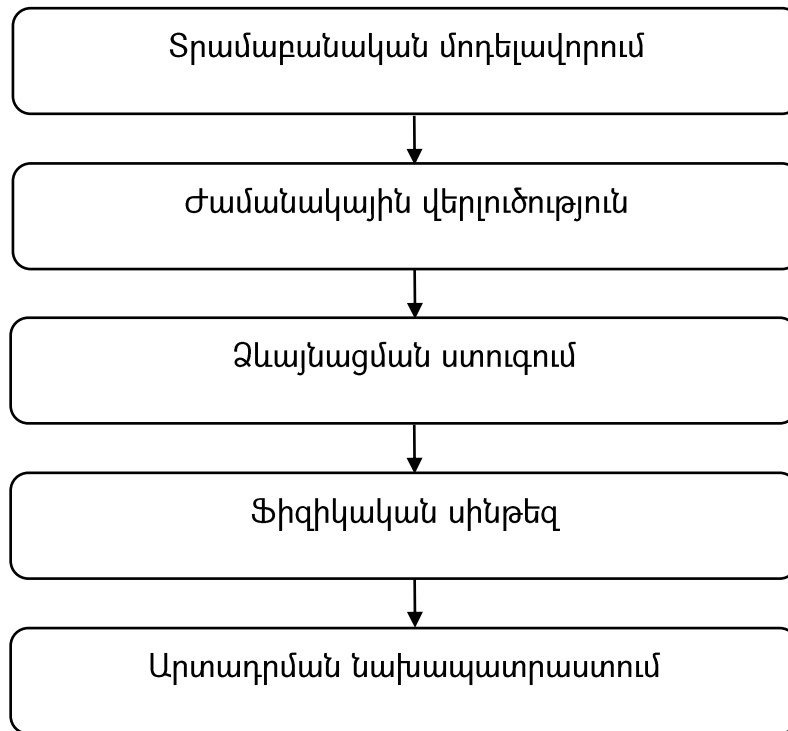 Տրամաբանական մոդելավորում
Ժամանակային վերլուծություն
Ձևայնացման ստուգում
Ֆիզիկական սինթեզ
Արտադրման նախապատրաստում